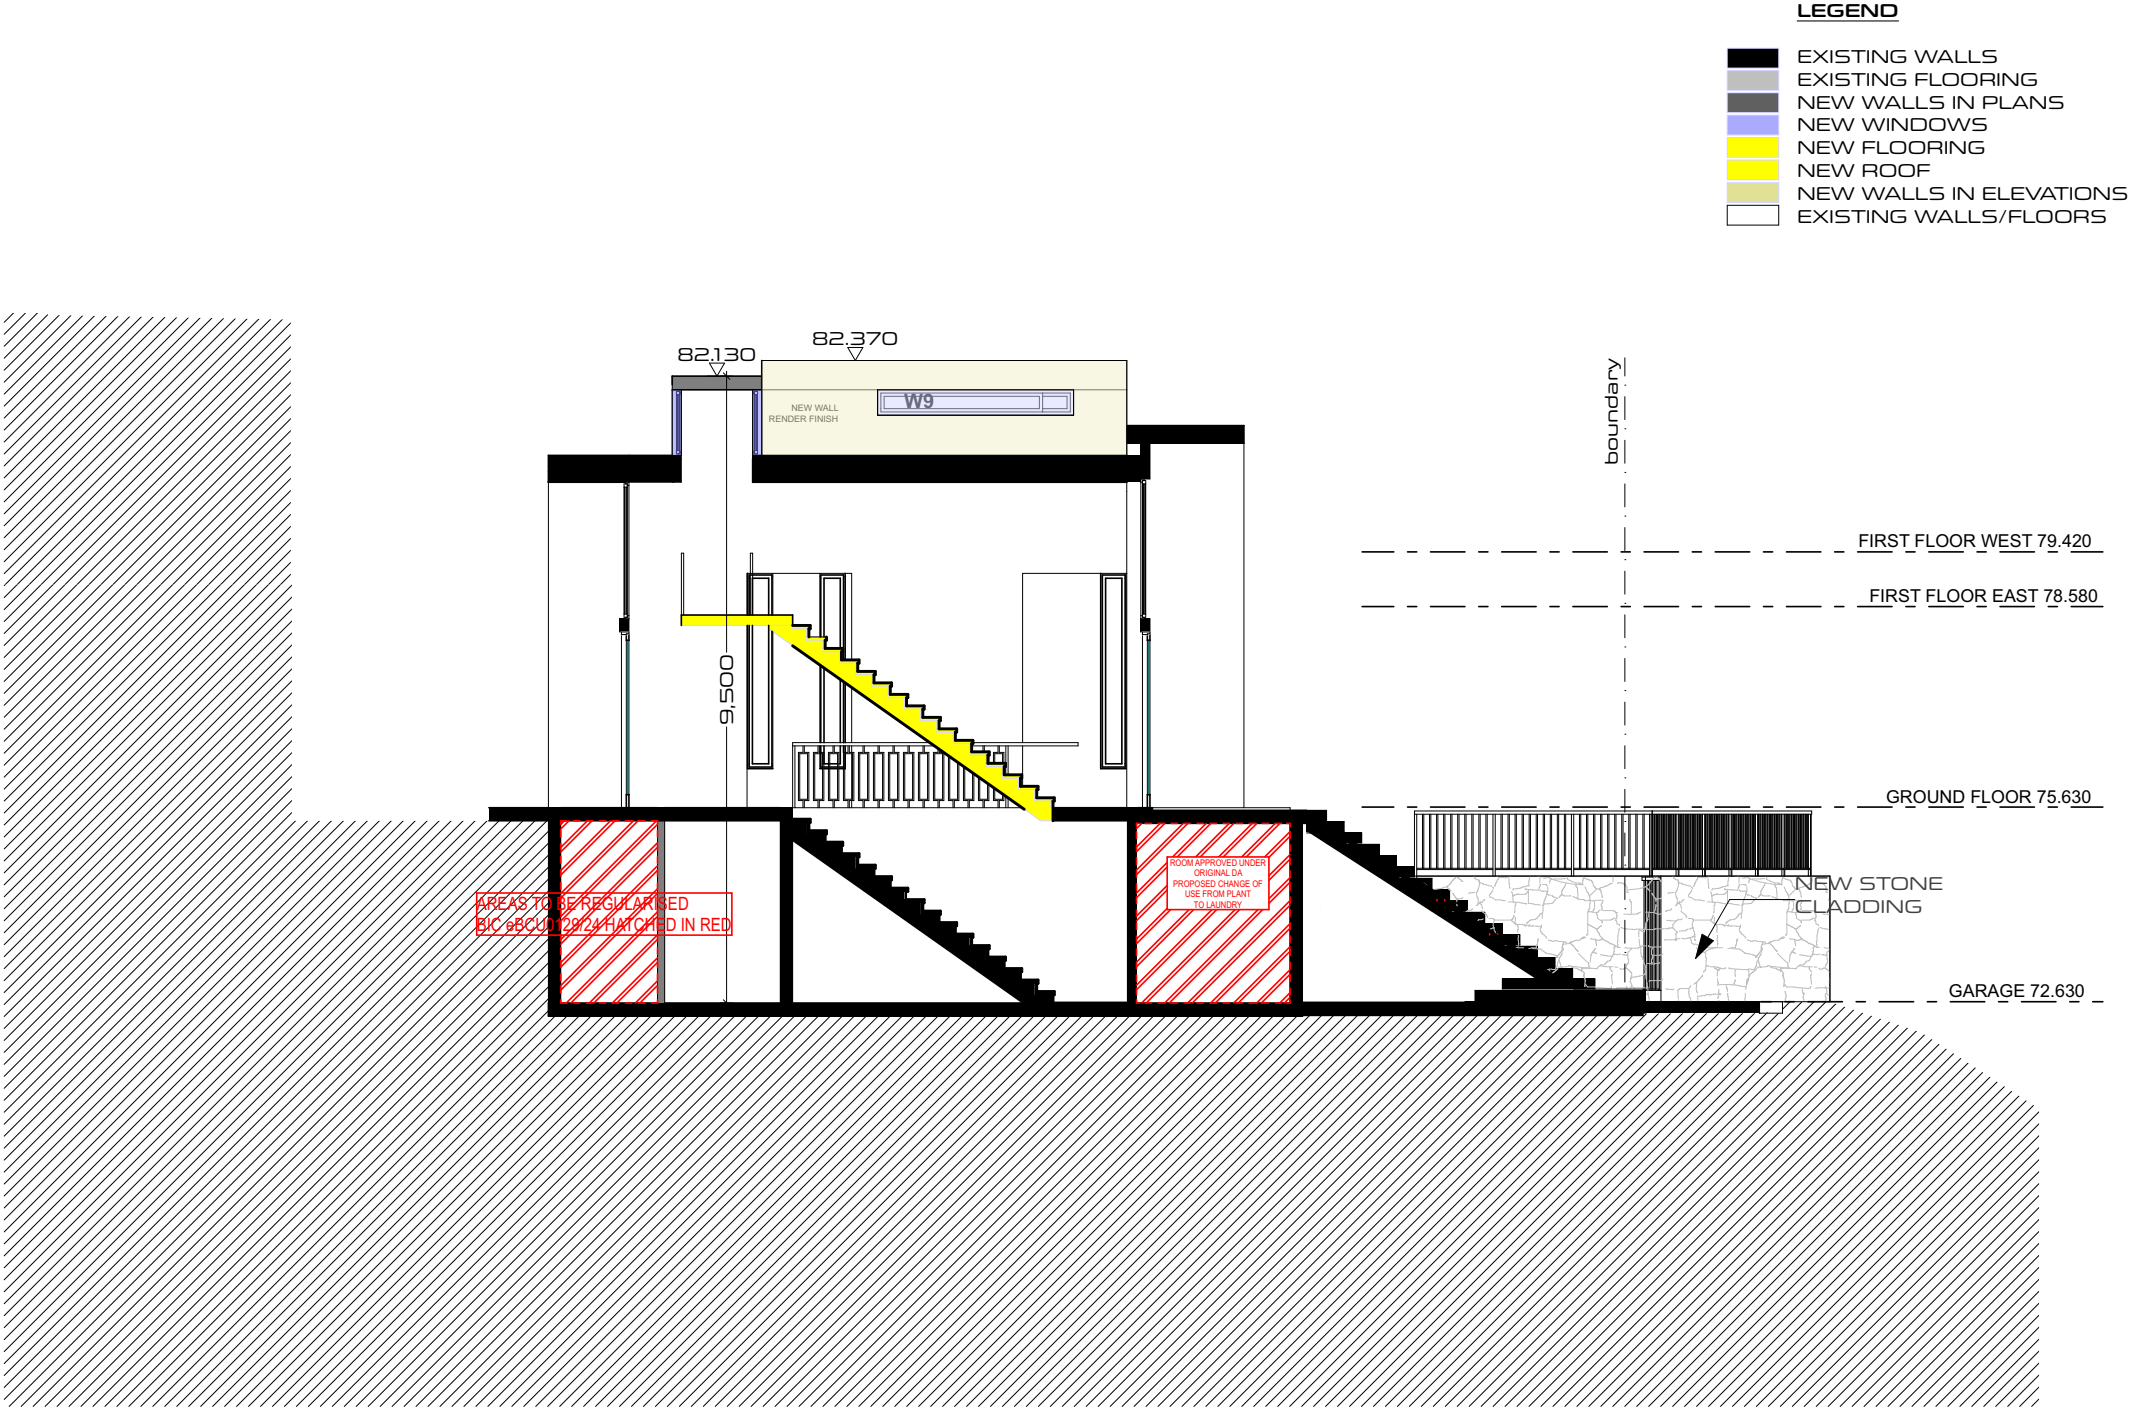 LEGEND
EXISTING WALLS
EXISTING FLOORING
NEW WALLS IN PLANS
NEW WINDOWS
NEW FLOORING
NEW ROOF
NEW WALLS IN ELEVATIONS
EXISTING WALLS/FLOORS
82.130
82.370
W9
NEW WALL
RENDER FINISH
boundary
FIRST FLOOR WEST 79.420
FIRST FLOOR EAST 78.580
9,500
GROUND FLOOR 75.630
ROOM APPROVED UNDER
ORIGINAL DA
PROPOSED CHANGE OF
USE FROM PLANT
TO LAUNDRY
AREAS TO BE REGULARISED
BIC eBCU0129/24 HATCHED IN RED
NEW STONE
CLADDING
GARAGE 72.630